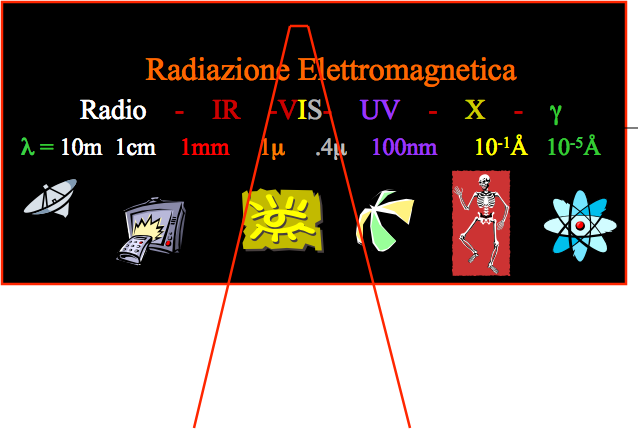 Radiazione Elettromagnetica
Radio - IR -VIS- UV - X - γ
λ = 10m 1cm 1mm 1μ .4μ 100nm 10⁻¹Å 10⁻⁵Å